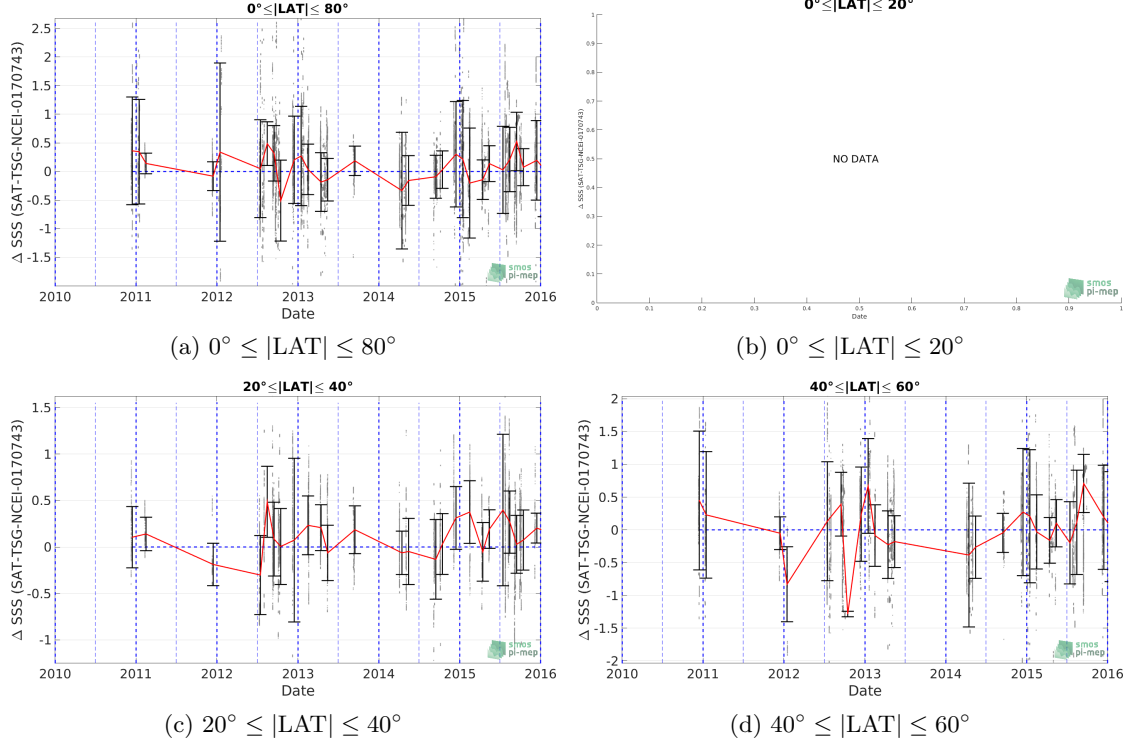 0°≤|LAT|≤ 80°
Δ SSS (SAT-TSG-NCEI-0170743)
2.5
2
1.5
1
0.5
0
-0.5
-1
-1.5
2010 2011 2012 2013 2014 2015 2016
Date
smos
pi-mep
(a) 0° ≤ |LAT| ≤ 80°
0°≤|LAT|≤ 20°
Δ SSS (SAT-TSG-NCEI-0170743)
1
0.9
0.8
0.7
0.6
0.5
0.4
0.3
0.2
0.1
0
NO DATA
0 0.1 0.2 0.3 0.4 0.5 0.6 0.7 0.8 0.9 1
Date
smos
pi-mep
(b) 0° ≤ |LAT| ≤ 20°
20°≤|LAT|≤ 40°
Δ SSS (SAT-TSG-NCEI-0170743)
1.5
1
0.5
0
-0.5
-1
2010 2011 2012 2013 2014 2015 2016
Date
smos
pi-mep
(c) 20° ≤ |LAT| ≤ 40°
40°≤|LAT|≤ 60°
Δ SSS (SAT-TSG-NCEI-0170743)
2
1.5
1
0.5
0
-0.5
-1
-1.5
-2
2010 2011 2012 2013 2014 2015 2016
Date
smos
pi-mep
(d) 40° ≤ |LAT| ≤ 60°